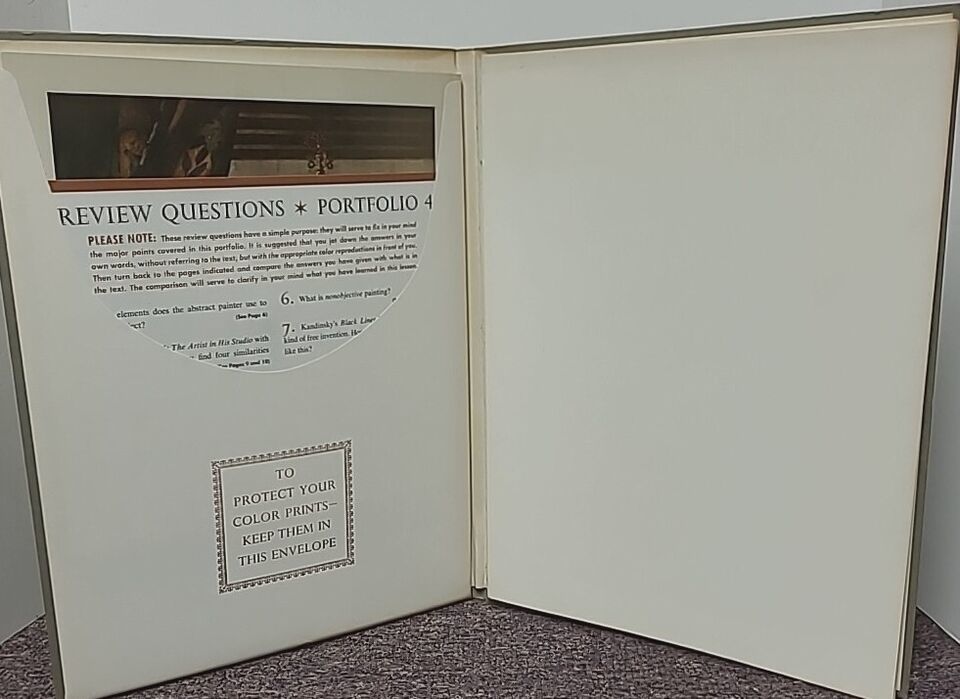 REVIEW QUESTIONS ✶ PORTFOLIO 4
PLEASE NOTE: These review questions have a simple purpose: they will serve to fix in your mind
the major points covered in this portfolio. It is suggested that you jot down the answers in your
own words, without referring to the text, but with the appropriate color reproductions in front of you.
Then turn back to the pages indicated and compare the answers you have given with what is in
the text. The comparison will serve to clarify in your mind what you have learned in this lesson.
elements does the abstract painter use to
(See Page 6)
The Artist in His Studio with
find four similarities
Pages 9 and 10)
6. What is nonobjective painting?
7. Kandinsky's Black Lines
kind of free invention.
like this?
TO
PROTECT YOUR
COLOR PRINTS—
KEEP THEM IN
THIS ENVELOPE